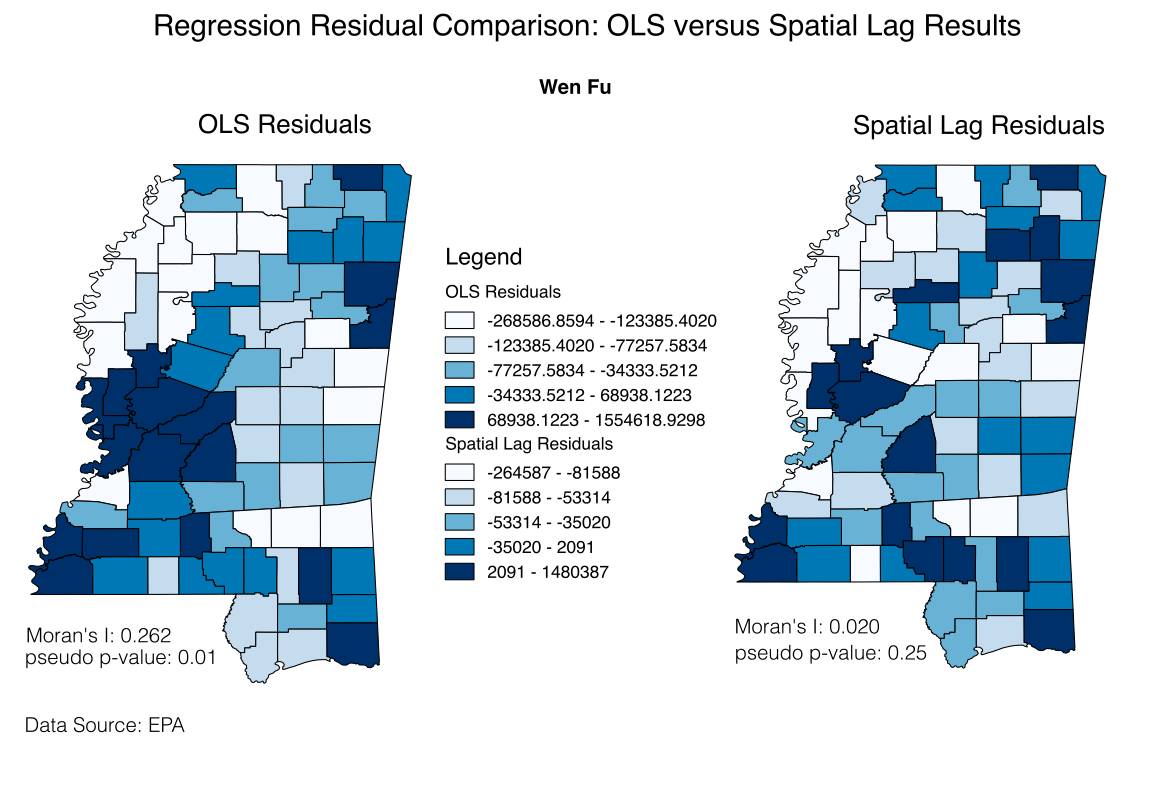 Regression Residual Comparison: OLS versus Spatial Lag Results
Wen Fu
OLS Residuals
Spatial Lag Residuals
Legend
OLS Residuals
-268586.8594 - -123385.4020
-123385.4020 - -77257.5834
-77257.5834 - -34333.5212
-34333.5212 - 68938.1223
68938.1223 - 1554618.9298
Spatial Lag Residuals
-264587 - -81588
-81588 - -53314
-53314 - -35020
-35020 - 2091
2091 - 1480387
Moran's I: 0.262
pseudo p-value: 0.01
Moran's I: 0.020
pseudo p-value: 0.25
Data Source: EPA